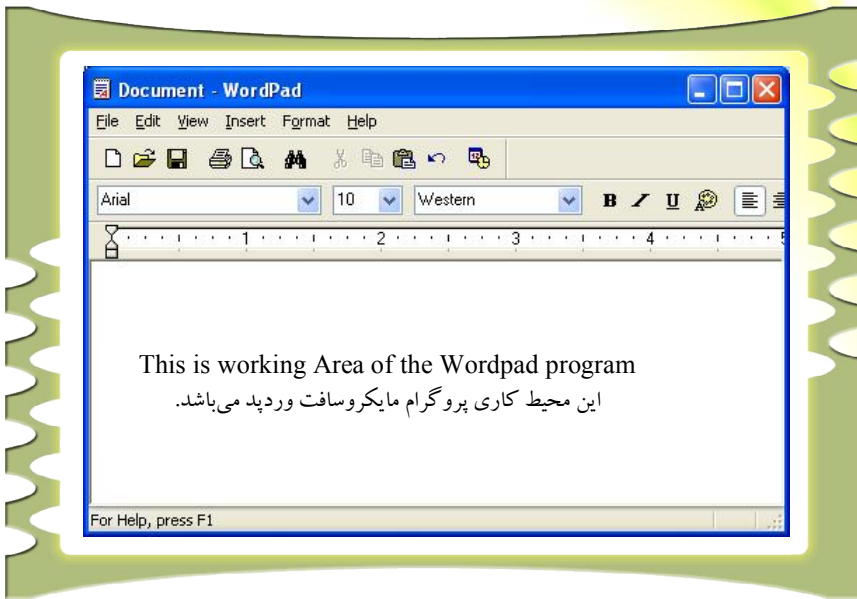 Document - WordPad
File Edit View Insert Format Help
Arial 10 Western B I U
1 2 3 4 5
This is working Area of the Wordpad program
این محیط کاری پروگرام مایکروسافت وردپد می‌باشد.
For Help, press F1